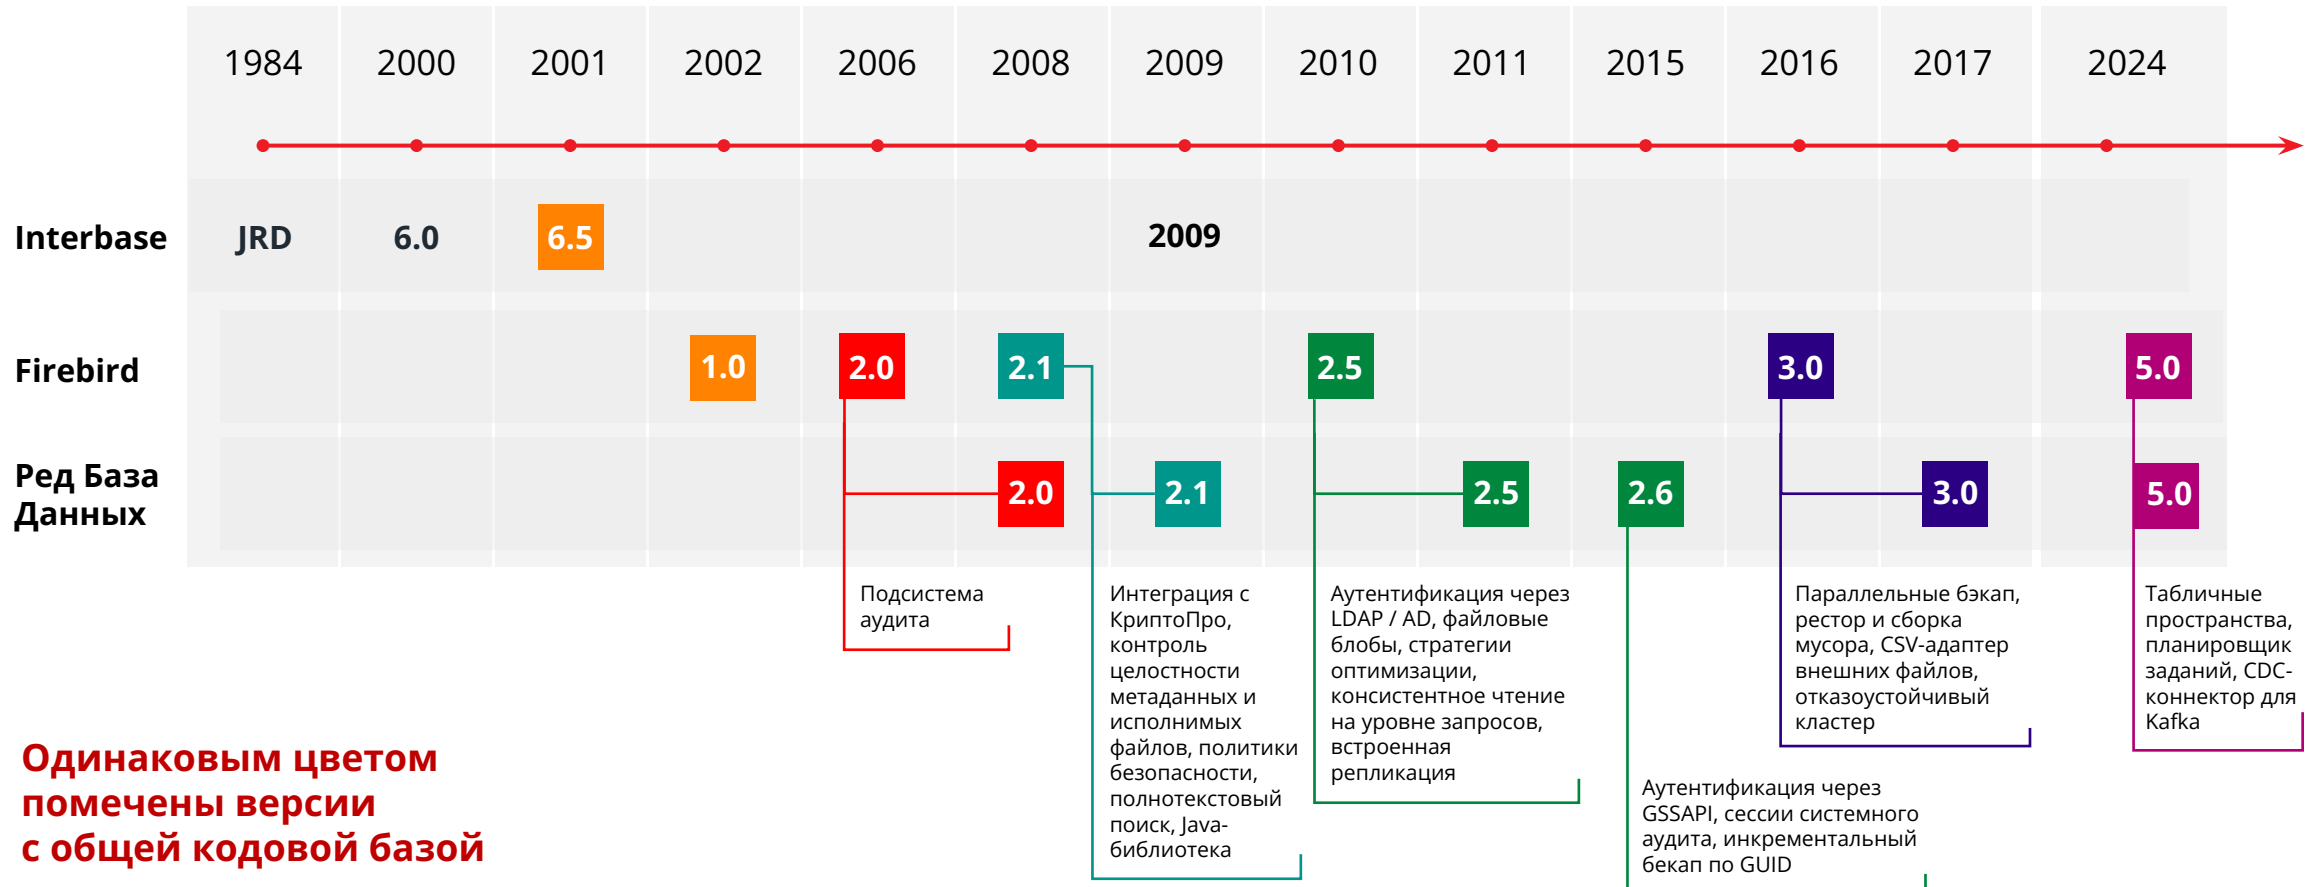 1984 2000 2001 2002 2006 2008 2009 2010 2011 2015 2016 2017 2024
Interbase JRD 6.0 6.5 2009
Firebird 1.0 2.0 2.1 2.5 3.0 5.0
Ред База
Данных
2.0 2.1 2.5 2.6 3.0 5.0
Подсистема
аудита
Интеграция с
КриптоПро,
контроль
целостности
метаданных и
исполнимых
файлов, политики
безопасности,
полнотекстовый
поиск, Java-
библиотека
Аутентификация через
LDAP / AD, файловые
блобы, стратегии
оптимизации,
консистентное чтение
на уровне запросов,
встроенная
репликация
Аутентификация через
GSSAPI, сессии системного
аудита, инкрементальный
бекап по GUID
Параллельные бэкап,
рестор и сборка
мусора, CSV-адаптер
внешних файлов,
отказоустойчивый
кластер
Табличные
пространства,
планировщик
заданий, CDC-
коннектор для
Kafka
Одинаковым цветом
помечены версии
с общей кодовой базой